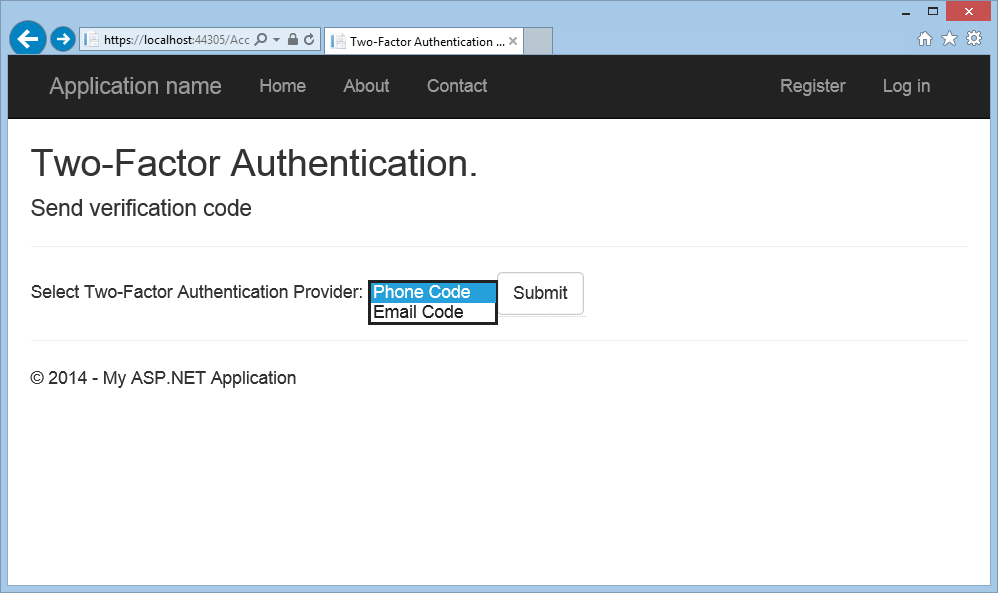 https://localhost:44305/Acc
Two-Factor Authentication ...
Application name Home About Contact Register Log in
Two-Factor Authentication.
Send verification code
Select Two-Factor Authentication Provider: Phone Code Submit
Email Code
© 2014 - My ASP.NET Application